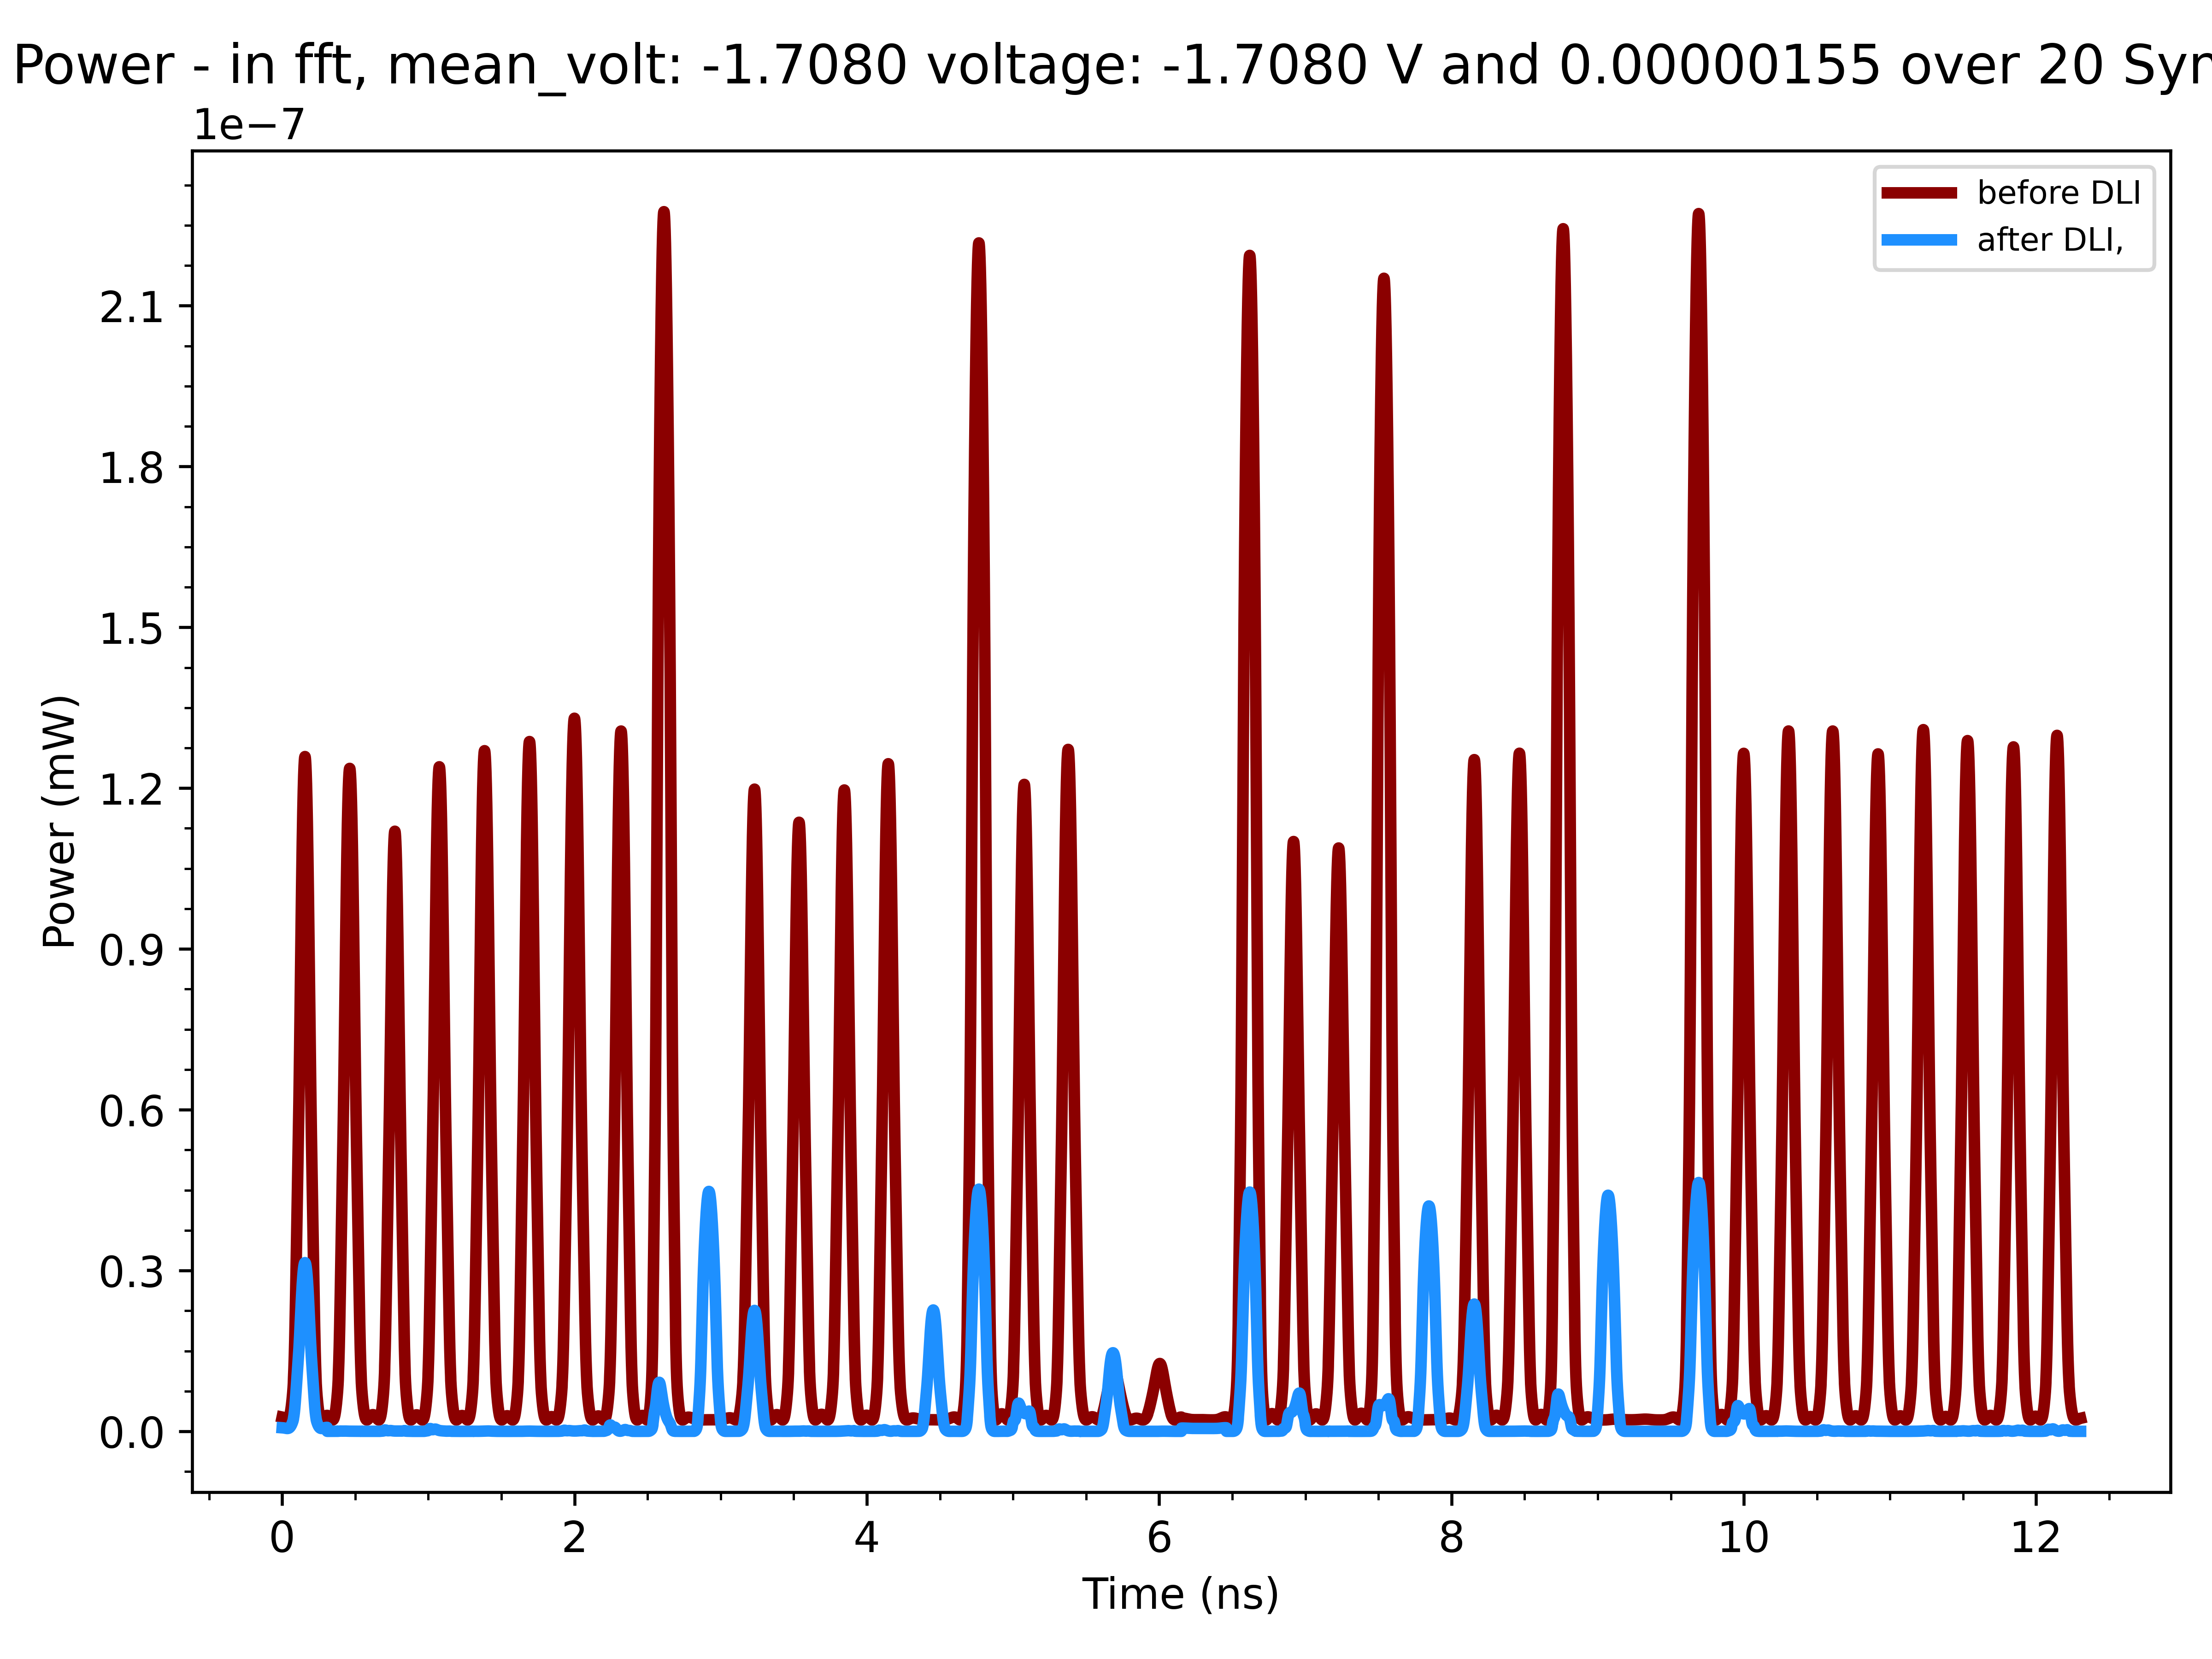 Power - in fft, mean_volt: -1.7080 voltage: -1.7080 V and 0.00000155 over 20
1e−7
before DLI
after DLI,
2.1
1.8
1.5
1.2
0.9
0.6
0.3
0.0
Power (mW)
0 2 4 6 8 10 12
Time (ns)